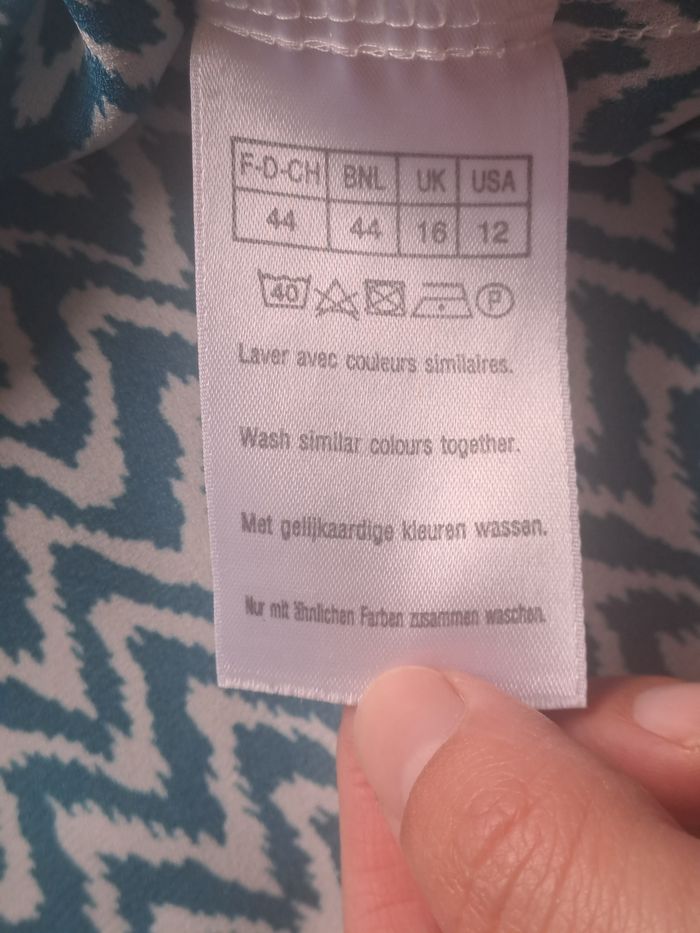 F-D-CH BNL UK USA
44 44 16 12
40 P
Laver avec couleurs similaires.
Wash similar colours together.
Met gelijkaardige kleuren wassen.
Nur mit ähnlichen Farben zusammen waschen.